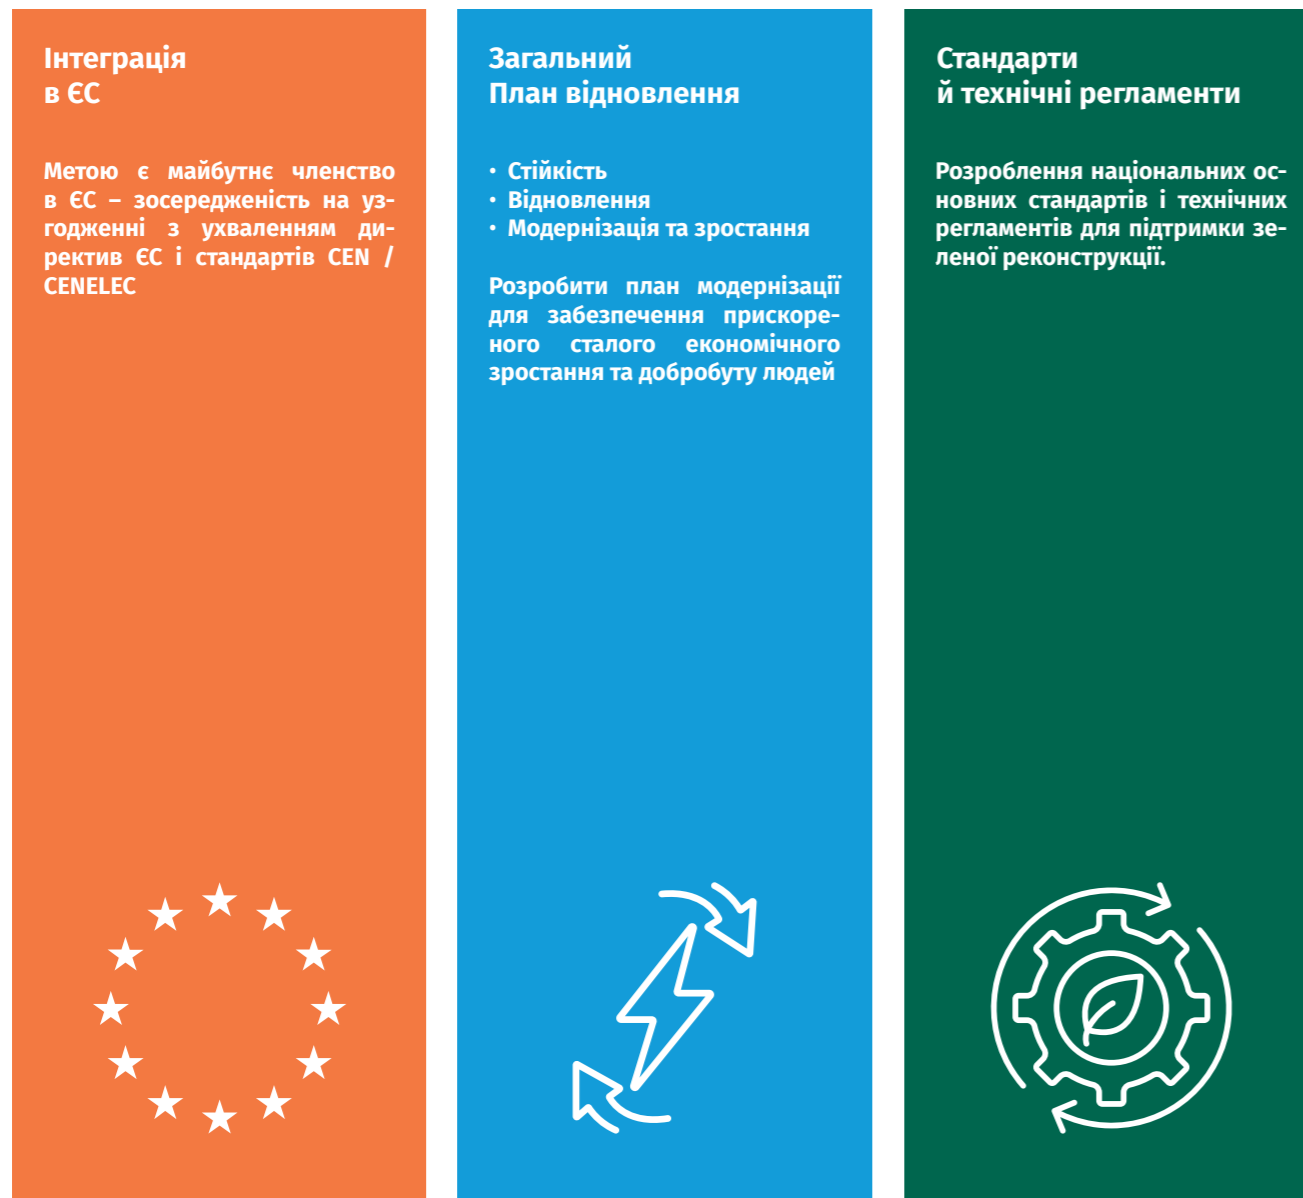 Інтеграція
в ЄС
Метою є майбутнє членство
в ЄС – зосередженість на уз-
годженні з ухваленням ди-
ректив ЄС і стандартів CEN /
CENELEC
Загальний
План відновлення
• Стійкість
• Відновлення
• Модернізація та зростання
Розробити план модернізації
для забезпечення прискоре-
ного сталого економічного
зростання та добробуту людей
Стандарти
й технічні регламенти
Розроблення національних ос-
новних стандартів і технічних
регламентів для підтримки зе-
леної реконструкції.